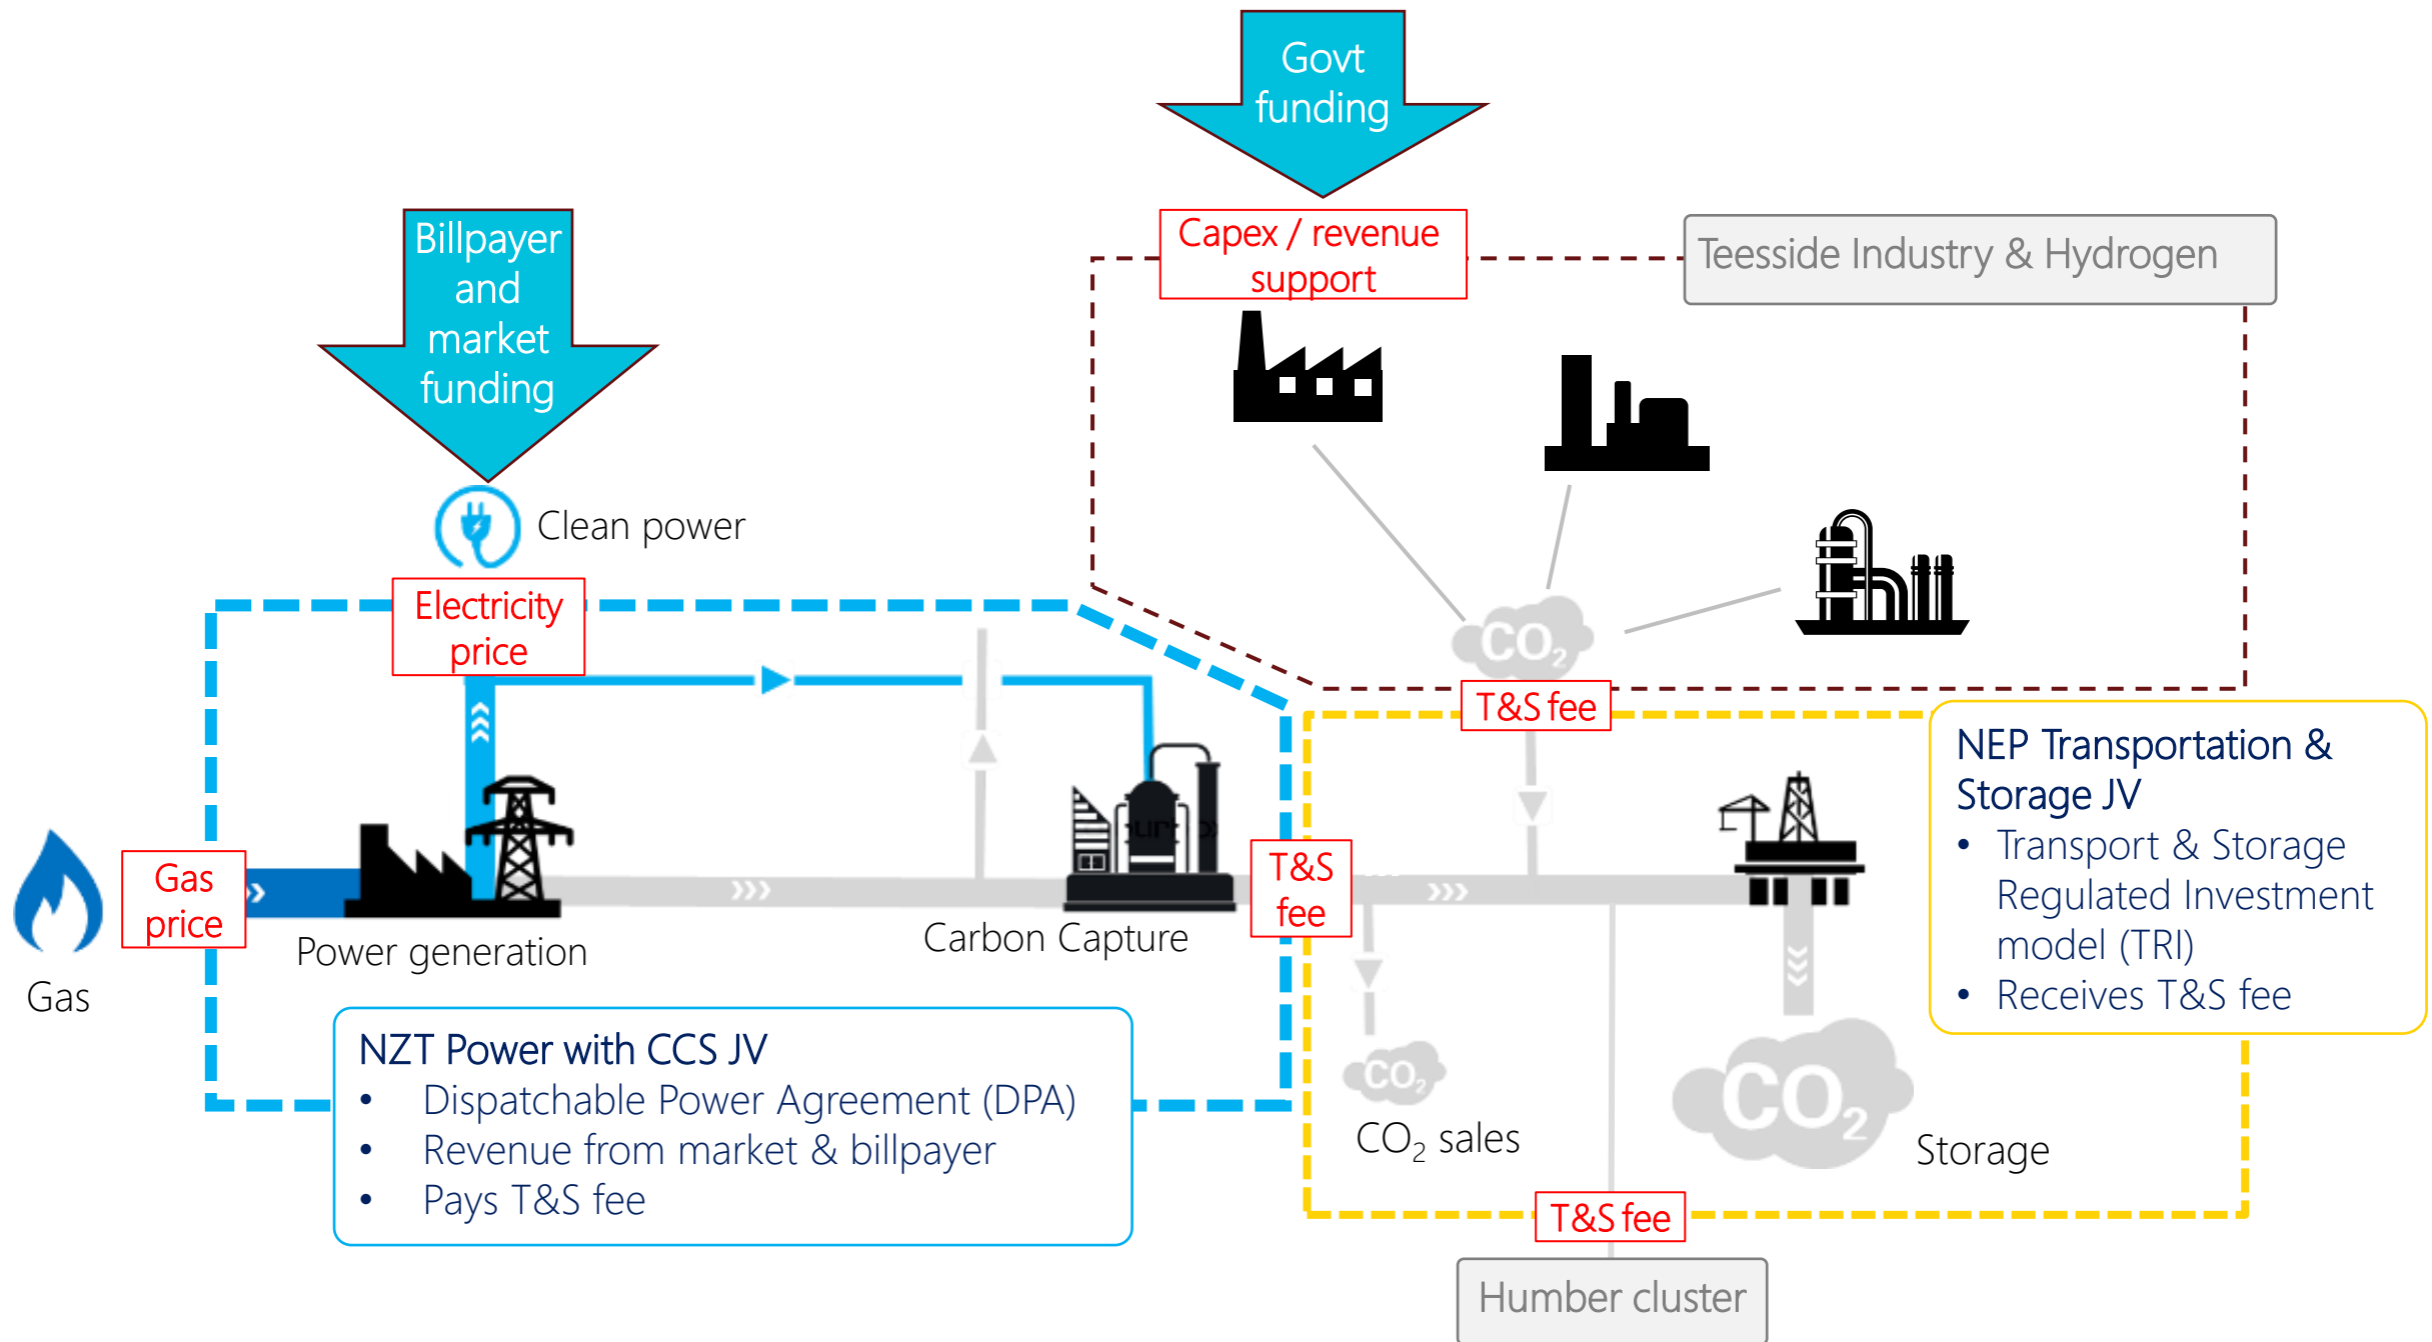 Govt
funding
Billpayer
and
market
funding
Capex / revenue
support
Teesside Industry & Hydrogen
Clean power
Electricity
price
CO₂
T&S fee
NEP Transportation &
Storage JV
• Transport & Storage
Regulated Investment
model (TRI)
• Receives T&S fee
Gas
price
T&S
fee
Power generation
Carbon Capture
Gas
NZT Power with CCS JV
• Dispatchable Power Agreement (DPA)
• Revenue from market & billpayer
• Pays T&S fee
CO₂
CO₂ sales
CO₂
Storage
T&S fee
Humber cluster